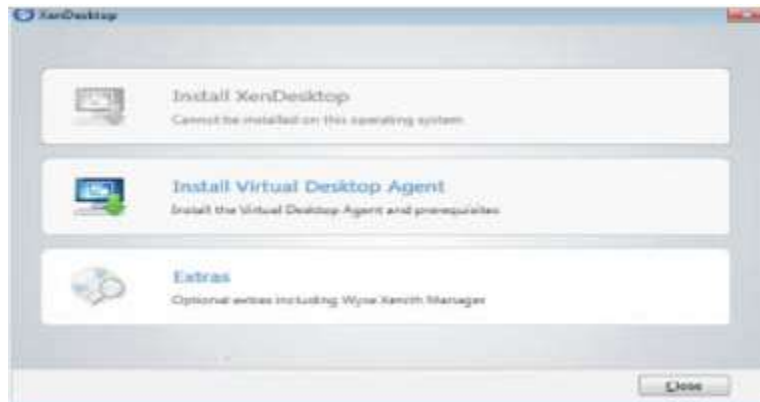 XenDesktop
Install XenDesktop
Cannot be installed on this operating system
Install Virtual Desktop Agent
Install the Virtual Desktop Agent and prerequisites
Extras
Optional extras including Wyse Xenith Manager
Close